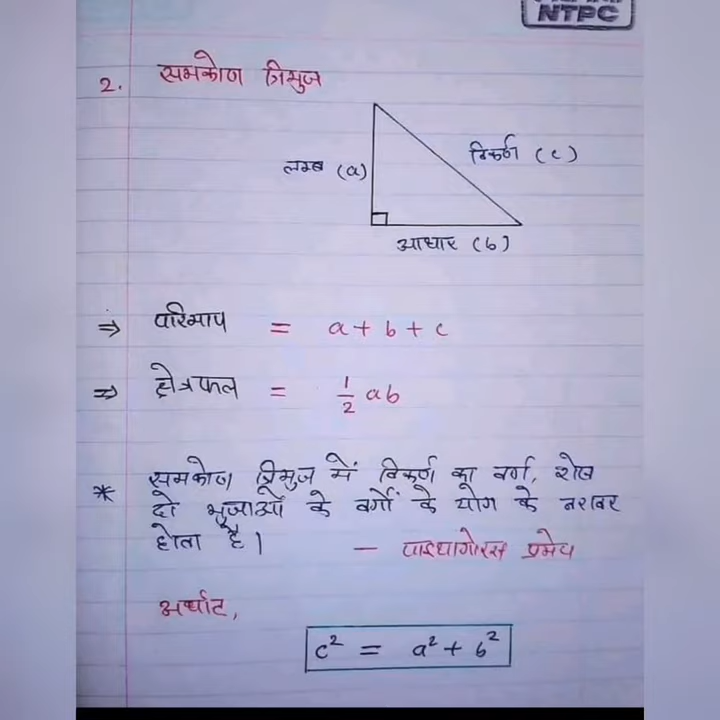 NTPC
2. समकोण त्रिभुज
लम्ब (a)
विकर्ण (c)
आधार (b)
⇒ परिमाप = a + b + c
⇒ क्षेत्रफल = 1/2 ab
* समकोण त्रिभुज में विकर्ण का वर्ग, शेष
दो भुजाओं के वर्गों के योग के बराबर
होता है। — पाइथागोरस प्रमेय
अर्थात,
c² = a² + b²